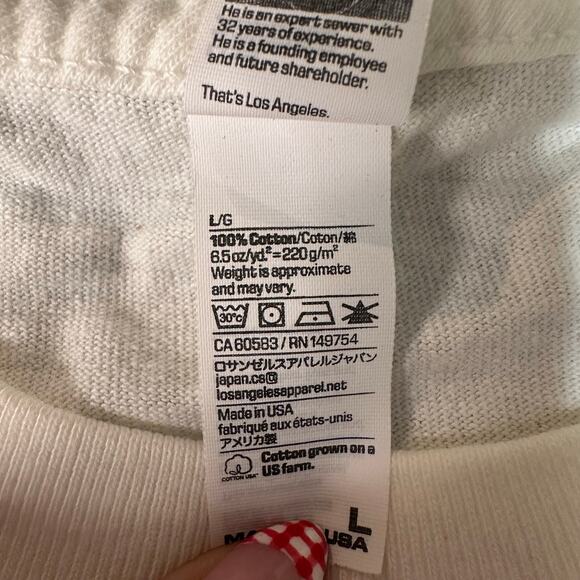 He is an expert sewer with
32 years of experience.
He is a founding employee
and future shareholder.
That's Los Angeles.
L/G
100% Cotton/Coton/綿
6.5 oz/yd.²=220 g/m²
Weight is approximate
and may vary.
30°C
CA 60583 / RN 149754
ロサンゼルスアパレルジャパン
japan.cs@
losangelesapparel.net
Made in USA
fabriqué aux états-unis
アメリカ製
Cotton grown on a
US farm.
COTTON USA™
L
USA